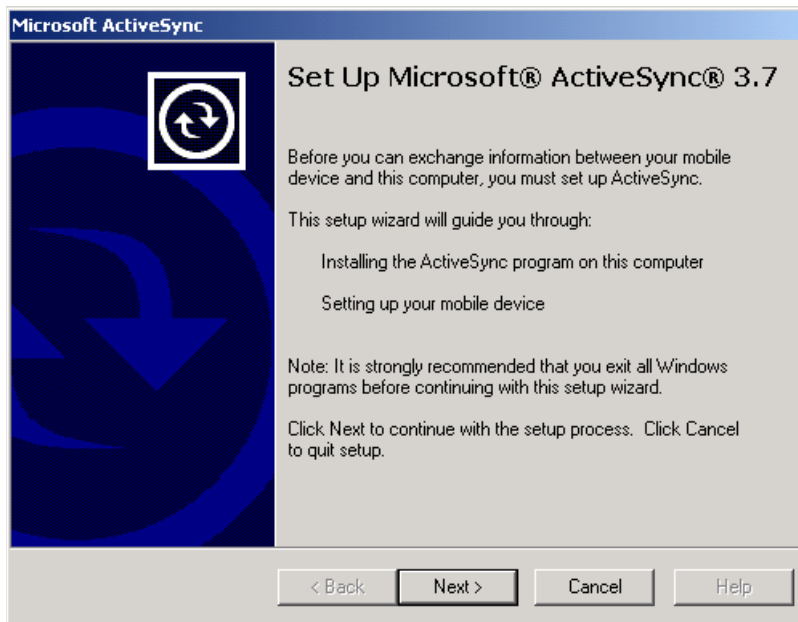 Microsoft ActiveSync
Set Up Microsoft® ActiveSync® 3.7
Before you can exchange information between your mobile
device and this computer, you must set up ActiveSync.
This setup wizard will guide you through:
Installing the ActiveSync program on this computer
Setting up your mobile device
Note: It is strongly recommended that you exit all Windows
programs before continuing with this setup wizard.
Click Next to continue with the setup process.  Click Cancel
to quit setup.
< Back
Next >
Cancel
Help